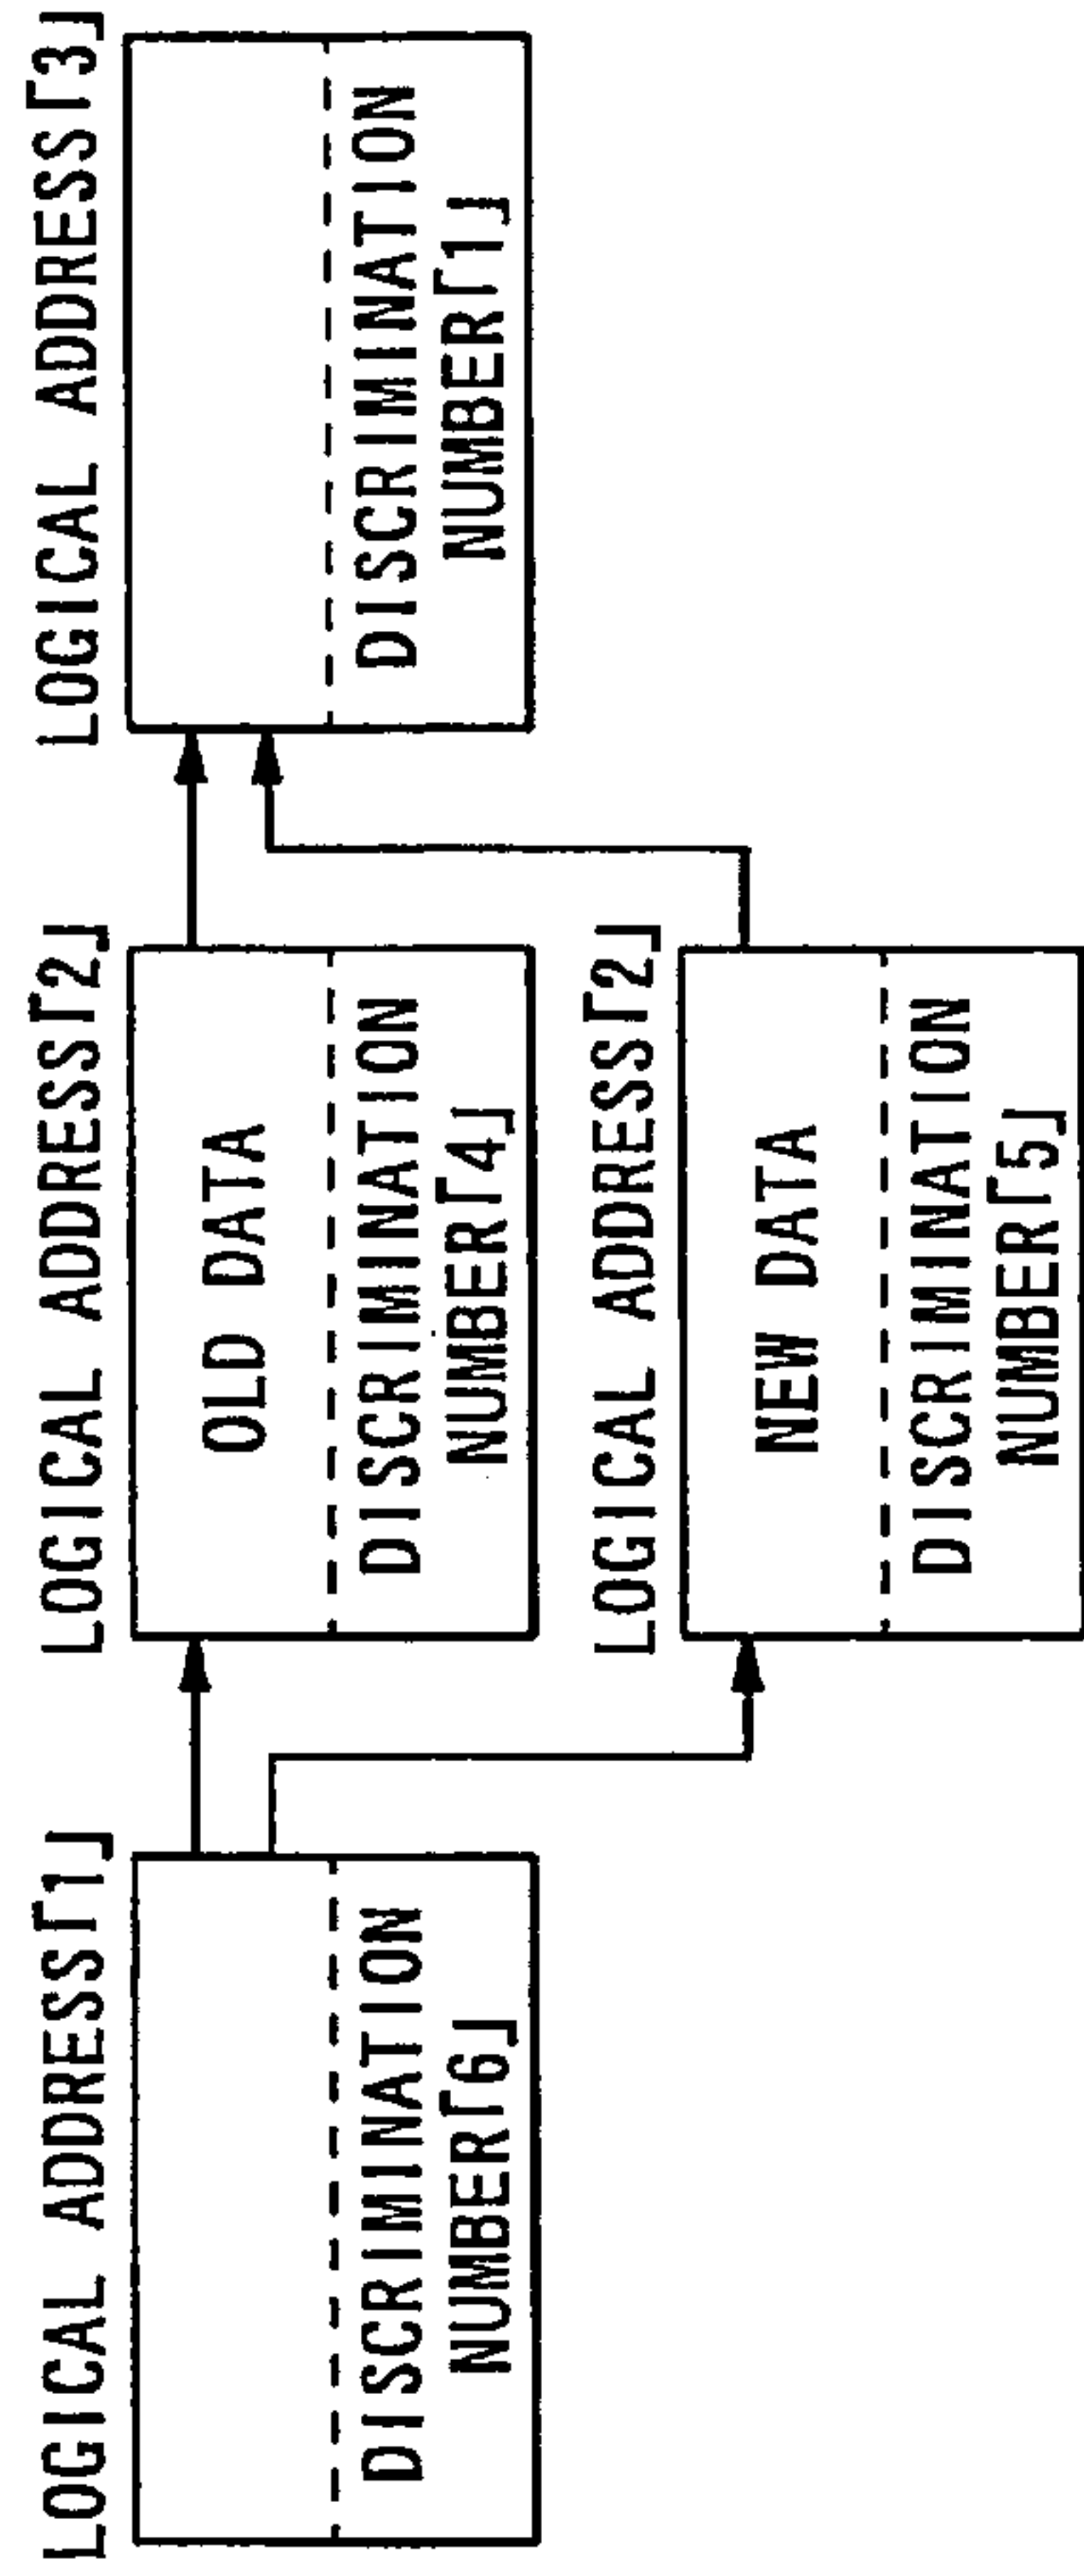 LOGICAL ADDRESS「1」
DISCRIMINATION
NUMBER「6」
LOGICAL ADDRESS「2」
OLD DATA
DISCRIMINATION
NUMBER「4」
LOGICAL ADDRESS「3」
DISCRIMINATION
NUMBER「1」
LOGICAL ADDRESS「2」
NEW DATA
DISCRIMINATION
NUMBER「5」